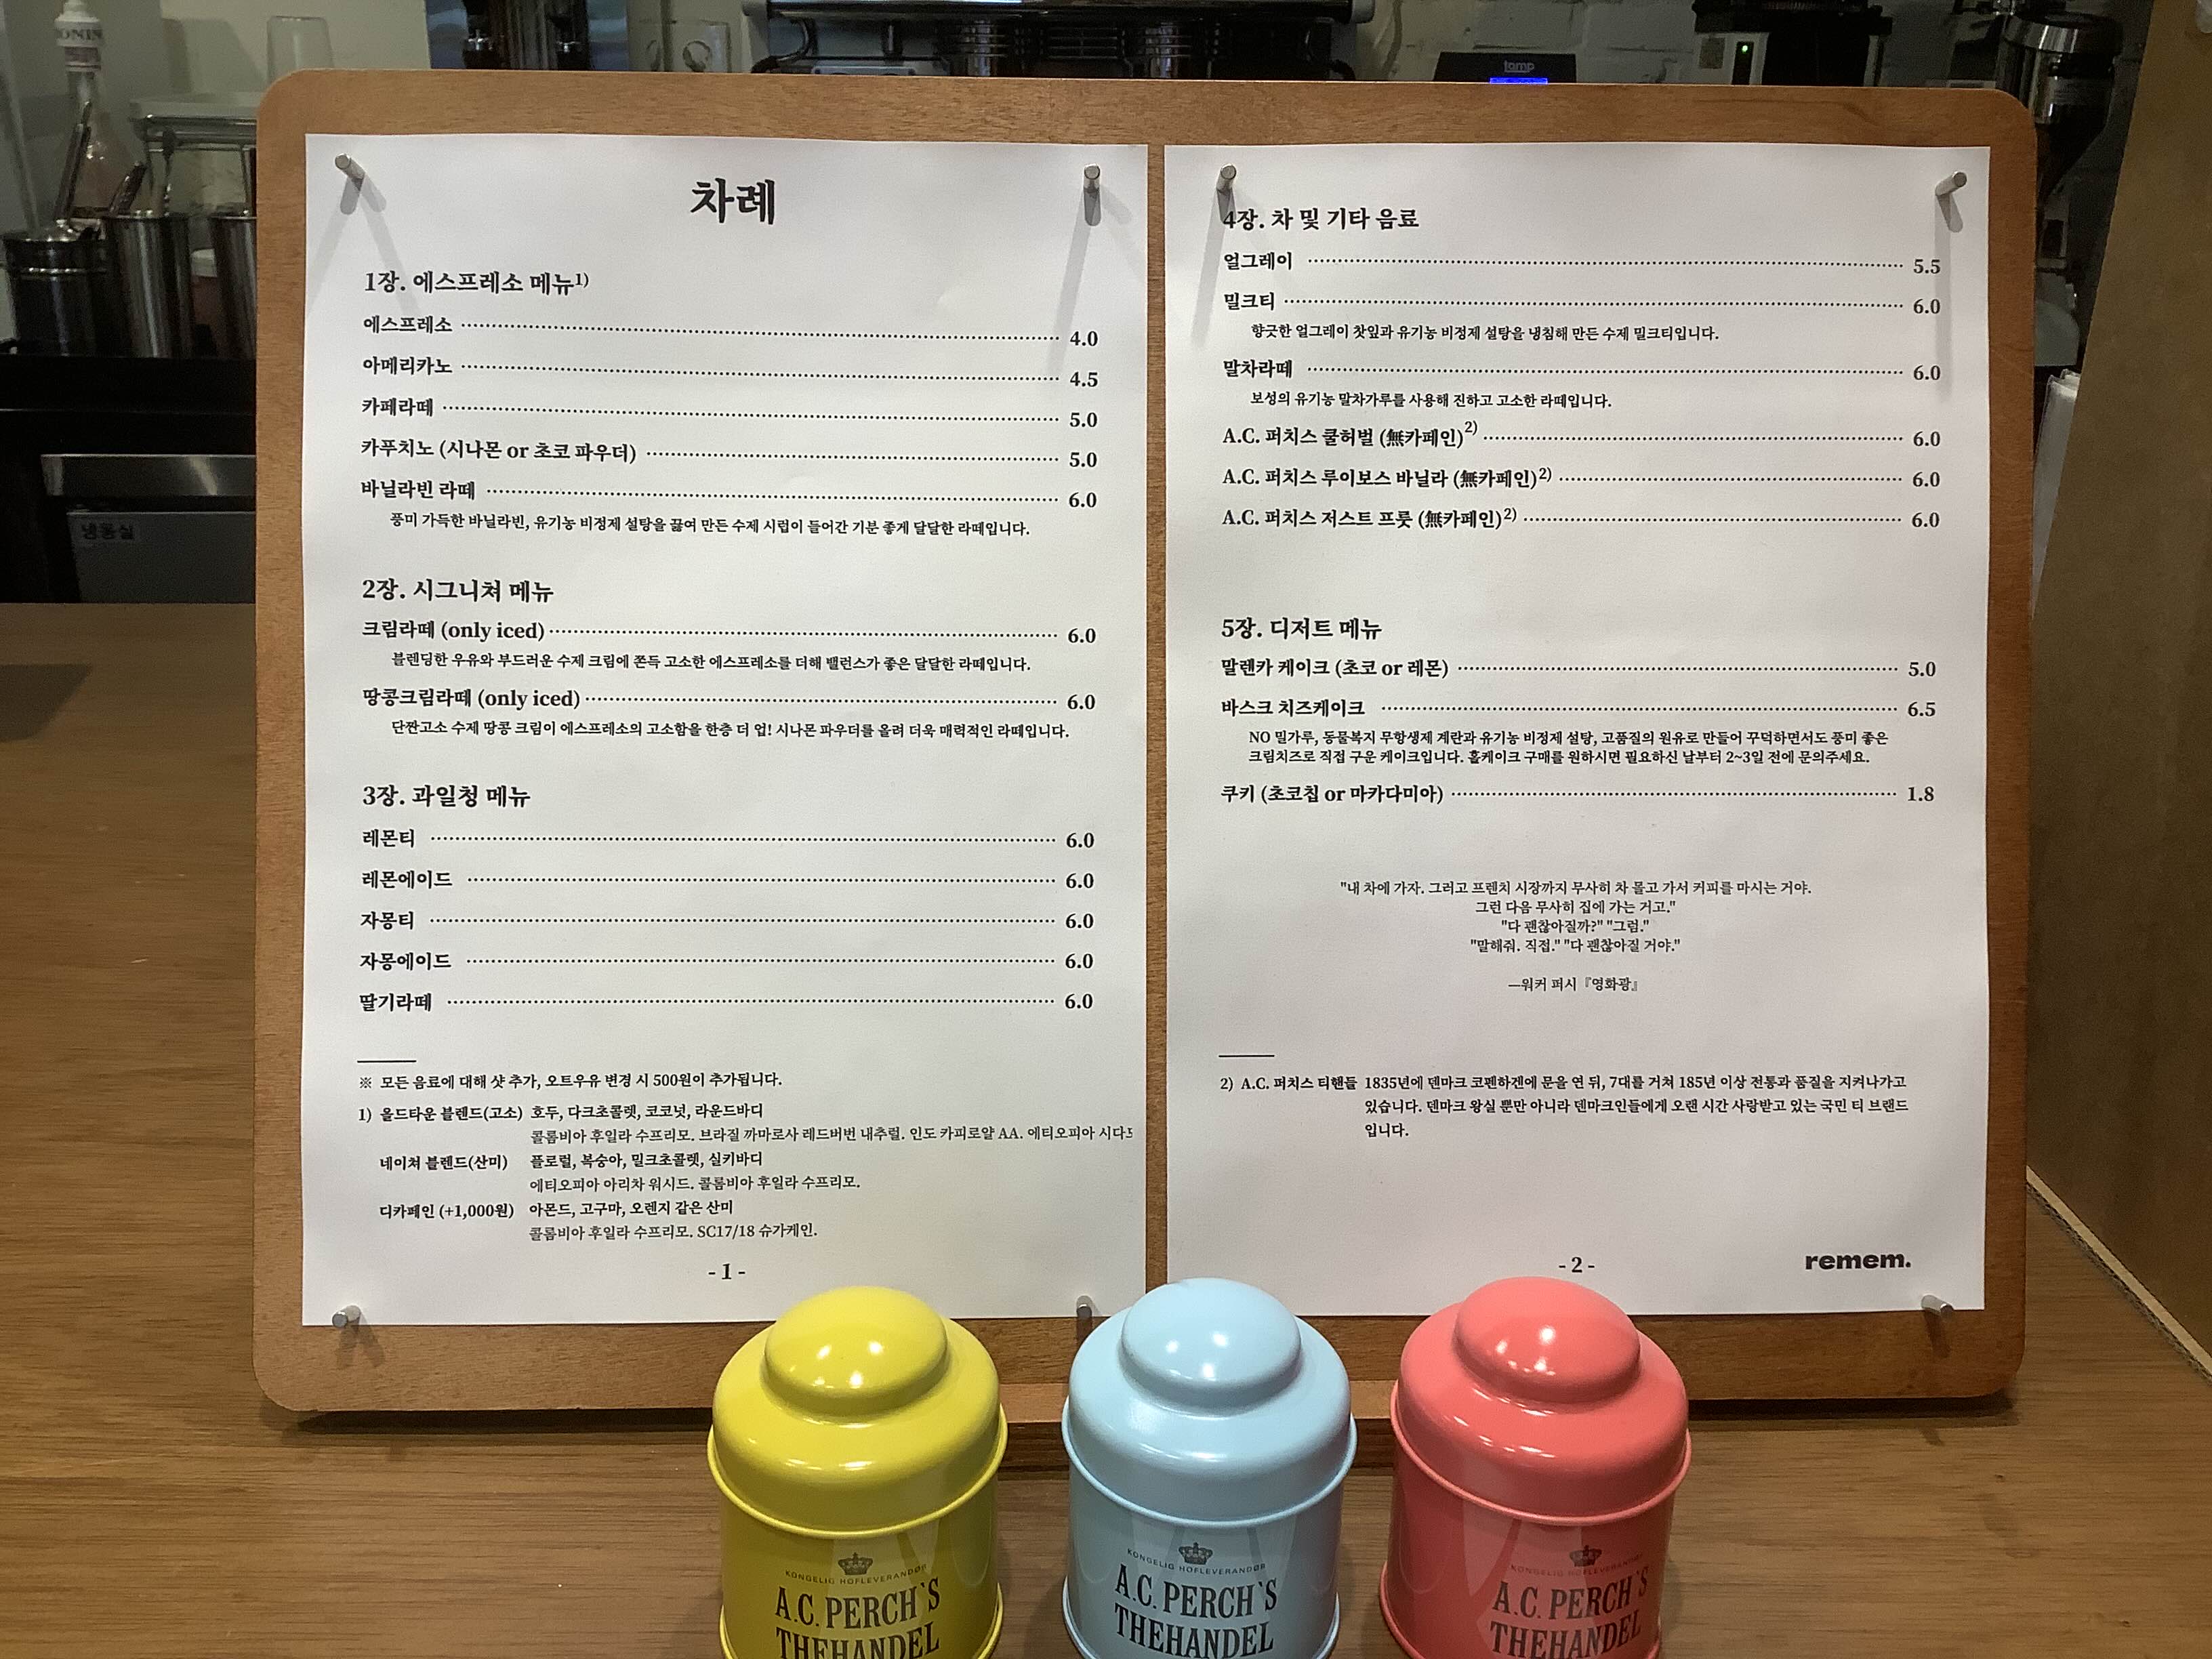 차례
1장. 에스프레소 메뉴1)
에스프레소 4.0
아메리카노 4.5
카페라떼 5.0
카푸치노 (시나몬 or 초코 파우더) 5.0
바닐라빈 라떼 6.0
풍미 가득한 바닐라빈, 유기농 비정제 설탕을 끓여 만든 수제 시럽이 들어간 기분 좋게 달달한 라떼입니다.
2장. 시그니쳐 메뉴
크림라떼 (only iced) 6.0
블렌딩한 우유와 부드러운 수제 크림에 쫀득 고소한 에스프레소를 더해 밸런스가 좋은 달달한 라떼입니다.
땅콩크림라떼 (only iced) 6.0
단짠고소 수제 땅콩 크림이 에스프레소의 고소함을 한층 더 업! 시나몬 파우더를 올려 더욱 매력적인 라떼입니다.
3장. 과일청 메뉴
레몬티 6.0
레몬에이드 6.0
자몽티 6.0
자몽에이드 6.0
딸기라떼 6.0
※ 모든 음료에 대해 샷 추가, 오트우유 변경 시 500원이 추가됩니다.
1) 올드타운 블렌드(고소) 호두, 다크초콜렛, 코코넛, 라운드바디
콜롬비아 후일라 수프리모. 브라질 까마로사 레드버번 내추럴. 인도 카피로얄 AA. 에티오피아
네이쳐 블렌드(산미) 플로럴, 복숭아, 밀크초콜렛, 실키바디
에티오피아 아리차 워시드. 콜롬비아 후일라 수프리모.
디카페인 (+1,000원) 아몬드, 고구마, 오렌지 같은 산미
콜롬비아 후일라 수프리모. SC17/18 슈가케인.
- 1 -
4장. 차 및 기타 음료
얼그레이 5.5
밀크티 6.0
향긋한 얼그레이 찻잎과 유기농 비정제 설탕을 냉침해 만든 수제 밀크티입니다.
말차라떼 6.0
보성의 유기농 말차가루를 사용해 진하고 고소한 라떼입니다.
A.C. 퍼치스 쿨허벌 (無카페인)2) 6.0
A.C. 퍼치스 루이보스 바닐라 (無카페인)2) 6.0
A.C. 퍼치스 저스트 프룻 (無카페인)2) 6.0
5장. 디저트 메뉴
말렌카 케이크 (초코 or 레몬) 5.0
바스크 치즈케이크 6.5
NO 밀가루, 동물복지 무항생제 계란과 유기농 비정제 설탕, 고품질의 원유로 만들어 꾸덕하면서도 풍미 좋은
크림치즈로 직접 구운 케이크입니다. 홀케이크 구매를 원하시면 필요하신 날부터 2~3일 전에 문의주세요.
쿠키 (초코칩 or 마카다미아) 1.8
"내 차에 가자. 그러고 프렌치 시장까지 무사히 차 몰고 가서 커피를 마시는 거야.
그런 다음 무사히 집에 가는 거고."
"다 괜찮아질까?" "그럼."
"말해줘. 직접." "다 괜찮아질 거야."
—워커 퍼시『영화광』
2) A.C. 퍼치스 티핸들 1835년에 덴마크 코펜하겐에 문을 연 뒤, 7대를 거쳐 185년 이상 전통과 품질을 지켜나가고
있습니다. 덴마크 왕실 뿐만 아니라 덴마크인들에게 오랜 시간 사랑받고 있는 국민 티 브랜드
입니다.
- 2 -
remem.
냉동실
tamp
KONGELIG HOFLEVERANDØR
A.C. PERCH'S
THEHANDEL
KONGELIG HOFLEVERANDØR
A.C. PERCH'S
THEHANDEL
KONGELIG HOFLEVERANDØR
A.C. PERCH'S
THEHANDEL